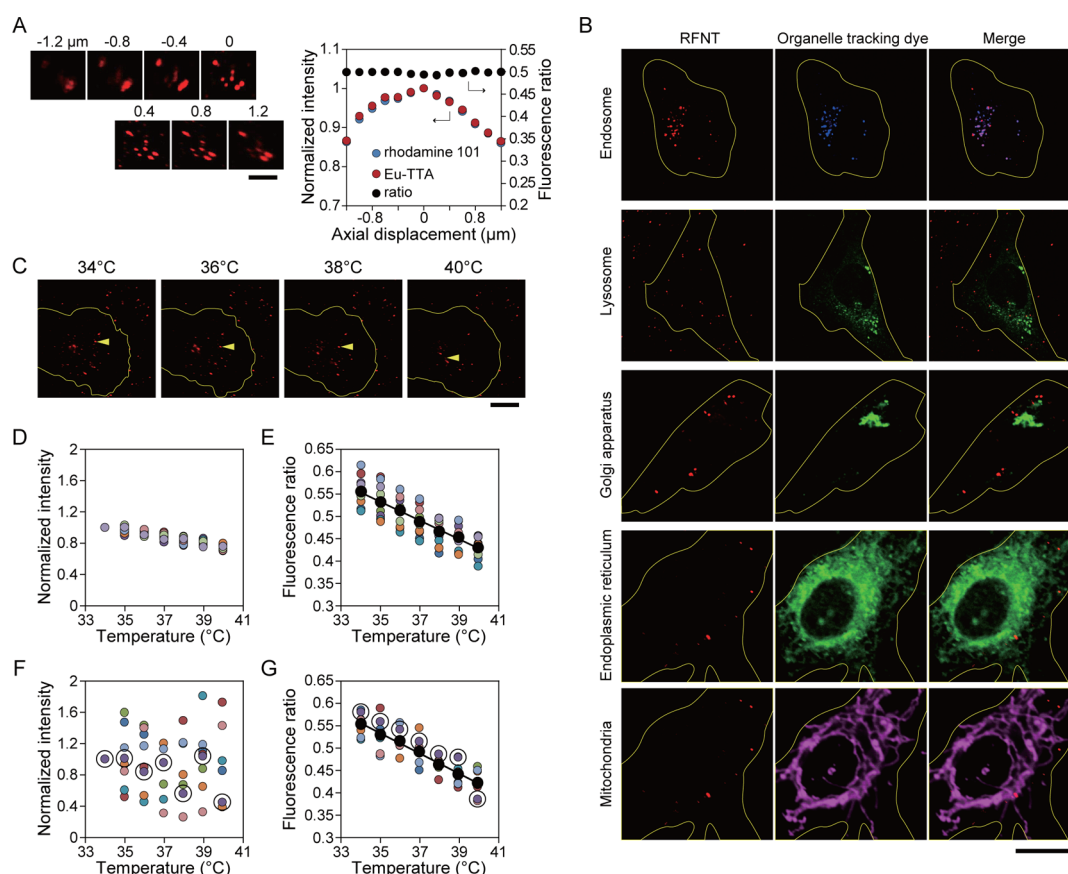 A
-1.2 μm -0.8 -0.4 0
0.4 0.8 1.2
Normalized intensity
1.1
1
0.9
0.8
0.7
rhodamine 101
Eu-TTA
ratio
-0.8 0 0.8
Axial displacement (μm)
0.55
0.5
0.45
0.4
0.35
0.3
0.25
0.2
Fluorescence ratio
B
RFNT Organelle tracking dye Merge
Endosome
Lysosome
Golgi apparatus
Endoplasmic reticulum
Mitochondria
C
34°C 36°C 38°C 40°C
D
Normalized intensity
2
1.6
1.2
0.8
0.4
0
33 35 37 39 41
Temperature (°C)
E
Fluorescence ratio
0.65
0.6
0.55
0.5
0.45
0.4
0.35
0.3
33 35 37 39 41
Temperature (°C)
F
Normalized intensity
2
1.6
1.2
0.8
0.4
0
33 35 37 39 41
Temperature (°C)
G
Fluorescence ratio
0.65
0.6
0.55
0.5
0.45
0.4
0.35
0.3
33 35 37 39 41
Temperature (°C)